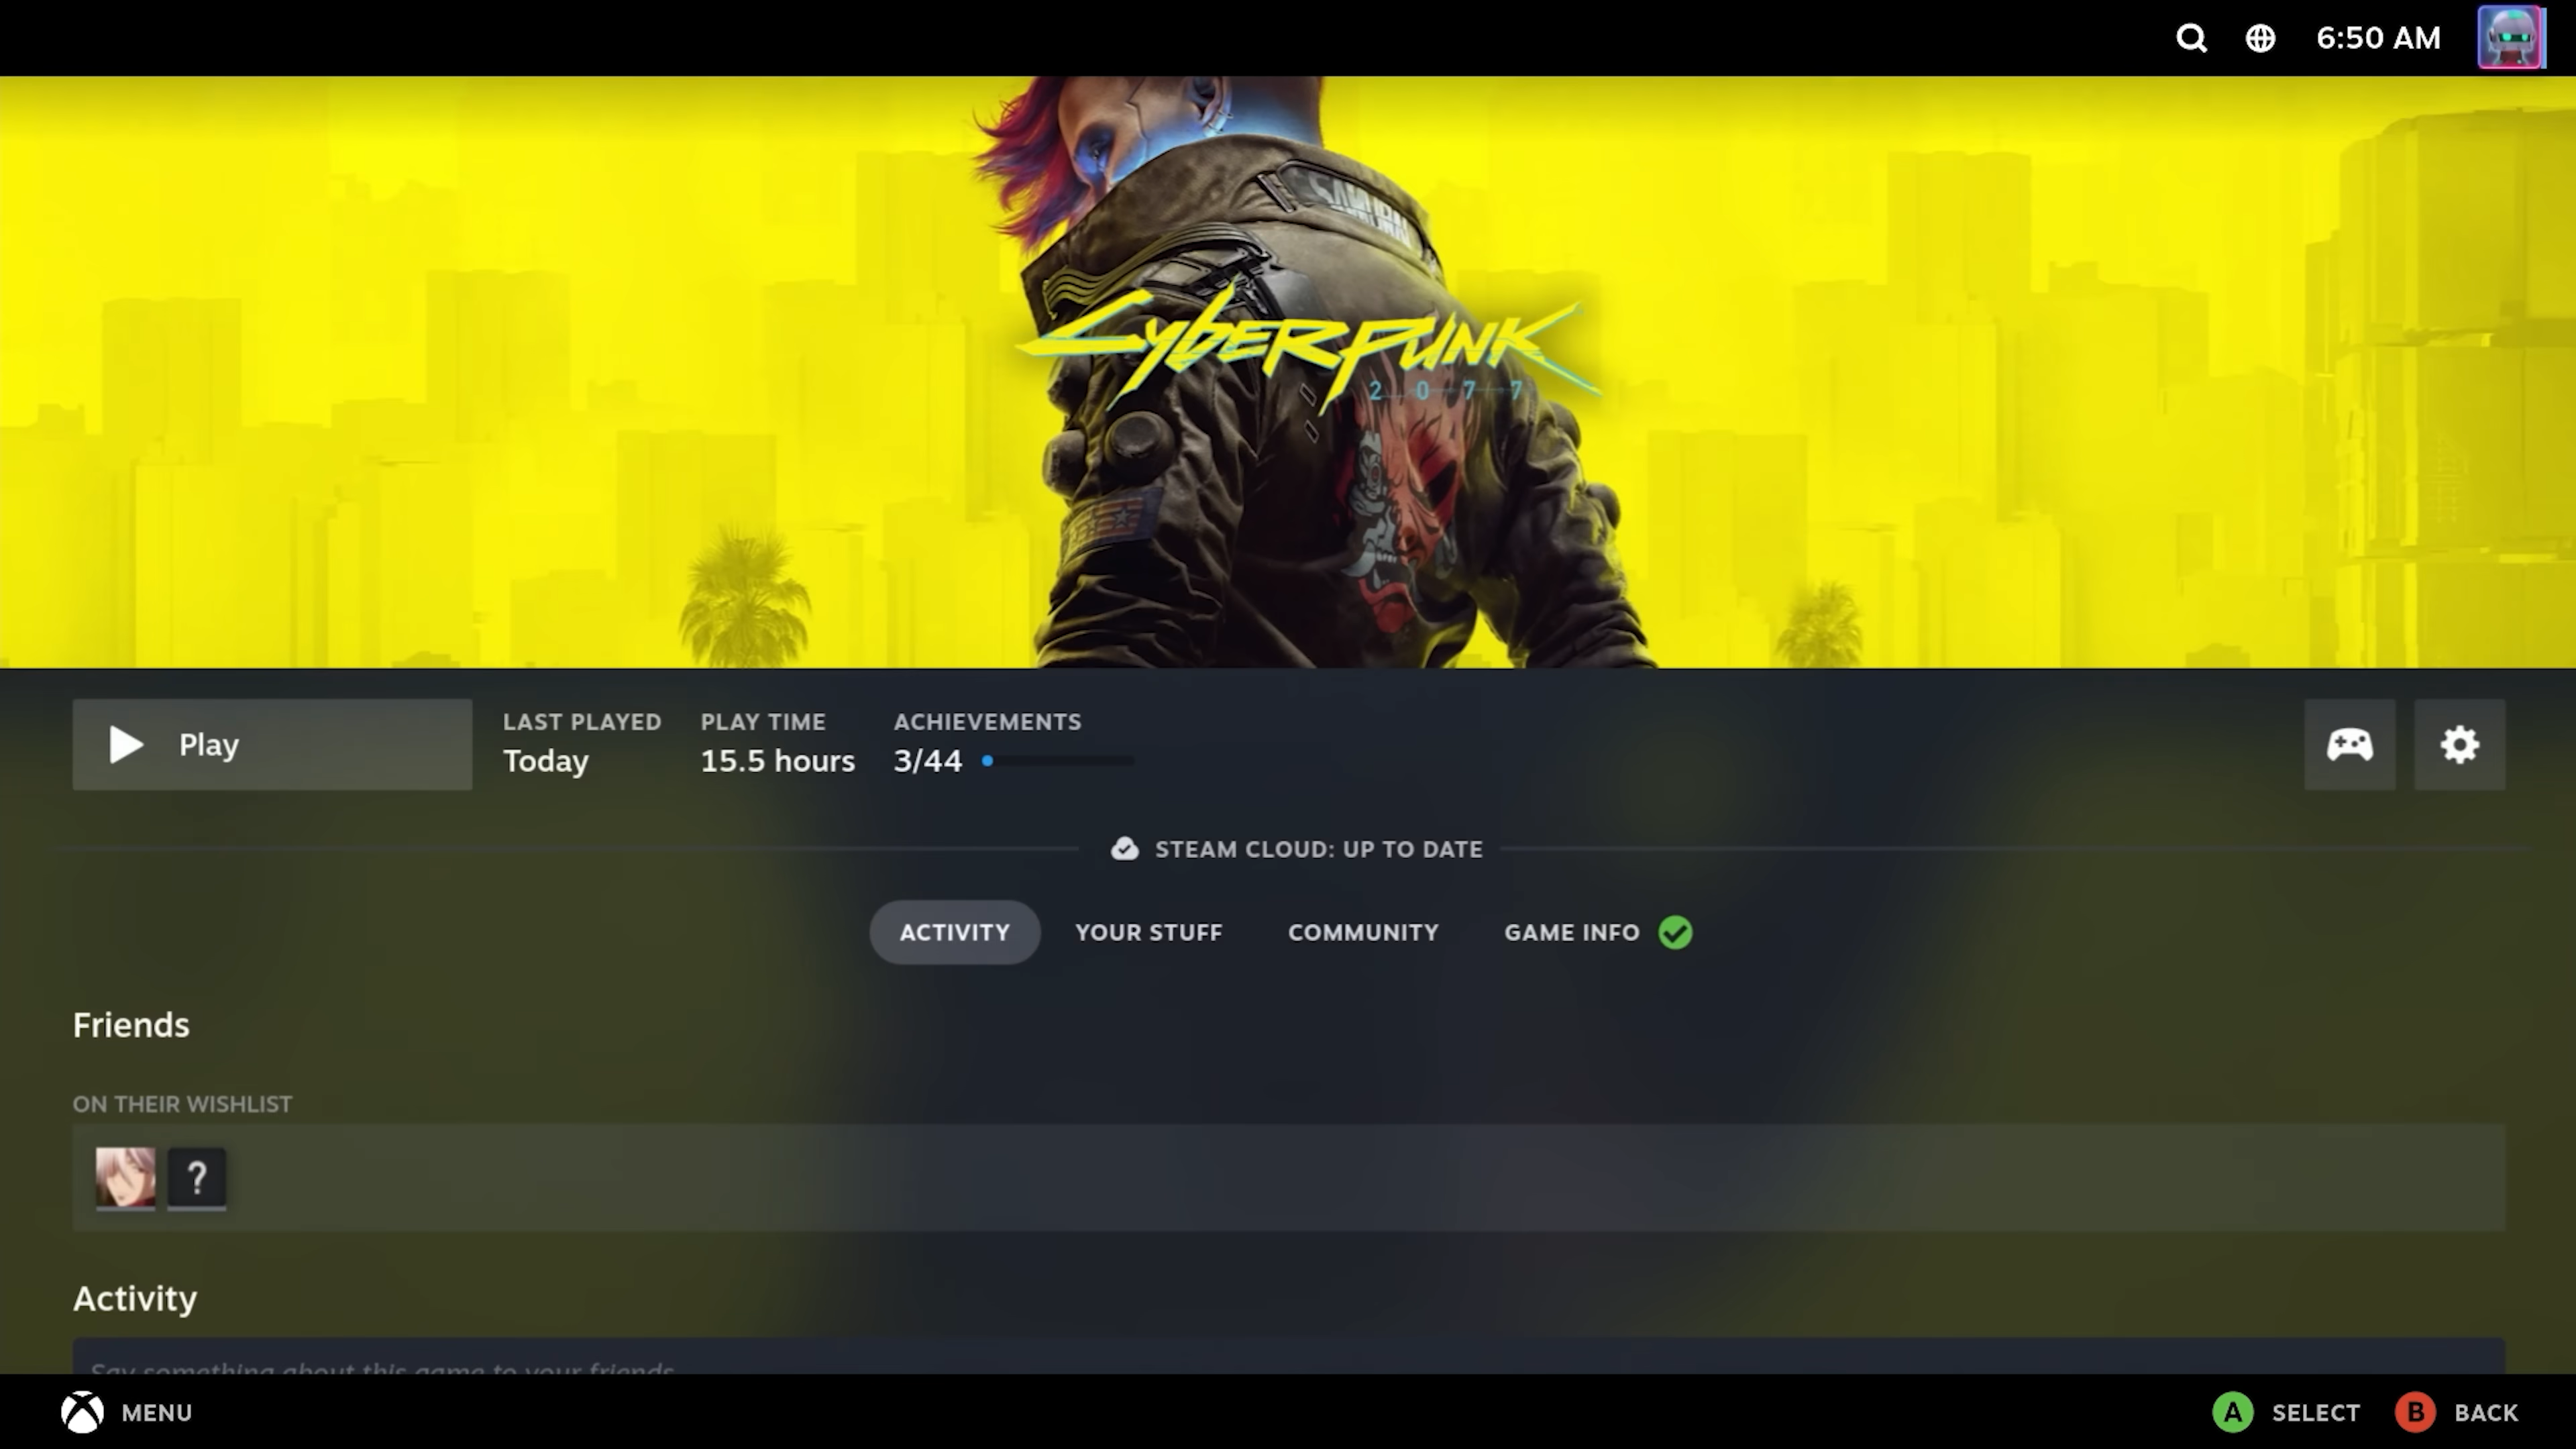 6:50 AM
SAMURAI
Cyberpunk
2077
Play
LAST PLAYED
Today
PLAY TIME
15.5 hours
ACHIEVEMENTS
3/44
STEAM CLOUD: UP TO DATE
ACTIVITY
YOUR STUFF
COMMUNITY
GAME INFO
Friends
ON THEIR WISHLIST
?
Activity
Say something about this game to your friends
MENU
A SELECT
B BACK